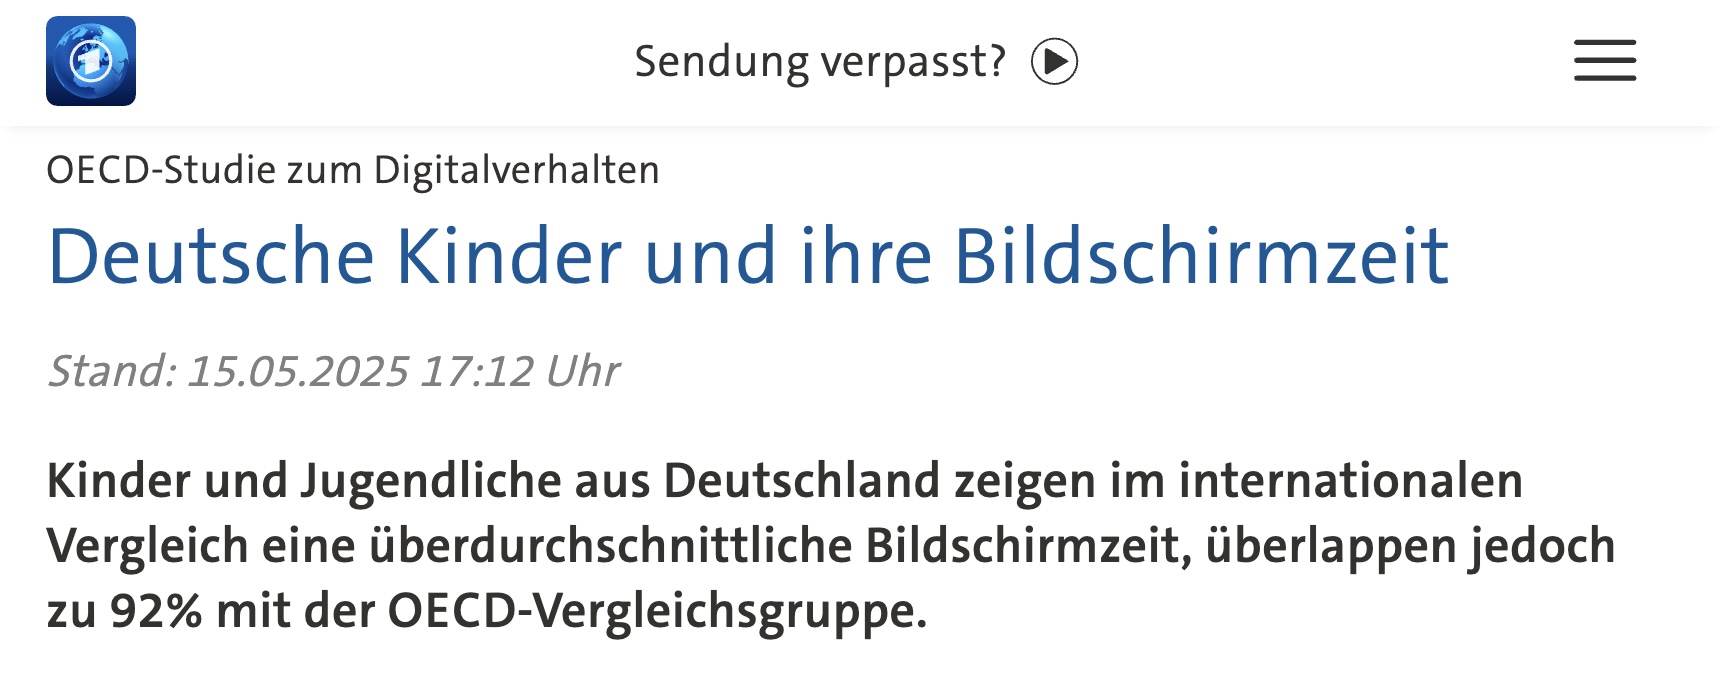 Sendung verpasst?
OECD-Studie zum Digitalverhalten
Deutsche Kinder und ihre Bildschirmzeit
Stand: 15.05.2025 17:12 Uhr
Kinder und Jugendliche aus Deutschland zeigen im internationalen
Vergleich eine überdurchschnittliche Bildschirmzeit, überlappen jedoch
zu 92% mit der OECD-Vergleichsgruppe.